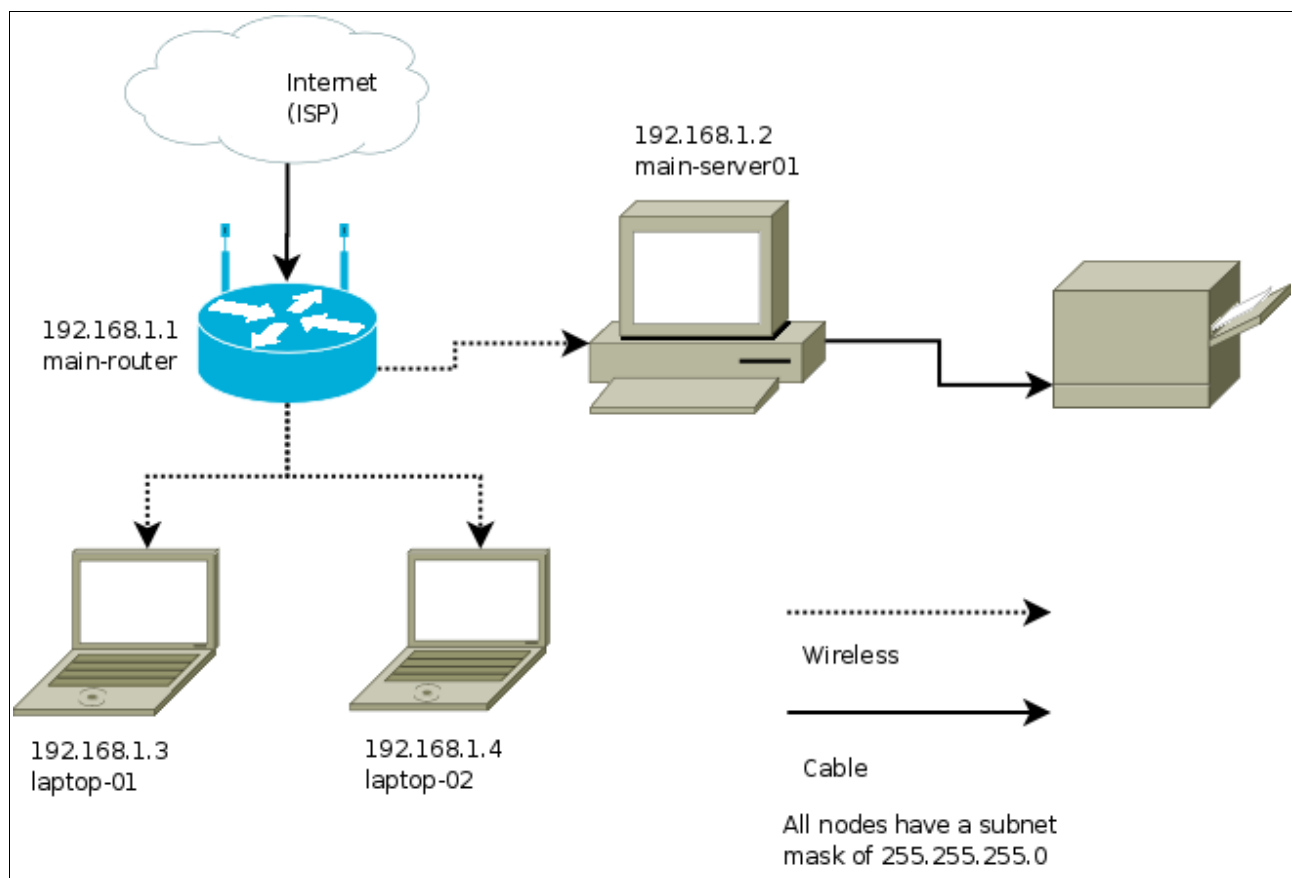 Internet
(ISP)
192.168.1.2
main-server01
192.168.1.1
main-router
192.168.1.3
laptop-01
192.168.1.4
laptop-02
Wireless
Cable
All nodes have a subnet
mask of 255.255.255.0